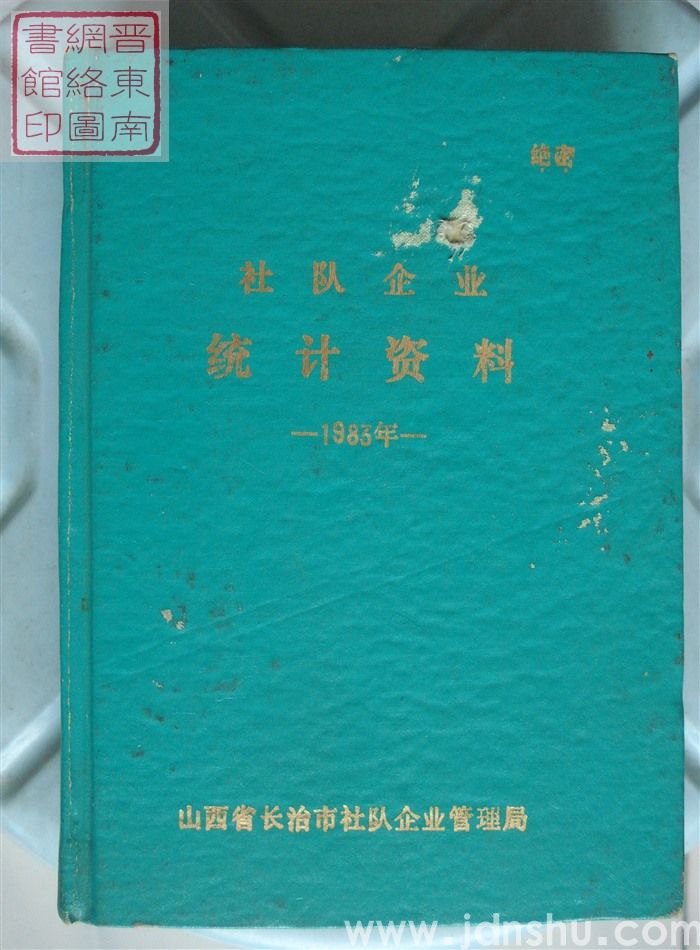 晋東南
網絡圖
書館印
绝密
社队企业
统计资料
—1983年—
山西省长治市社队企业管理局
www.jdnshu.com